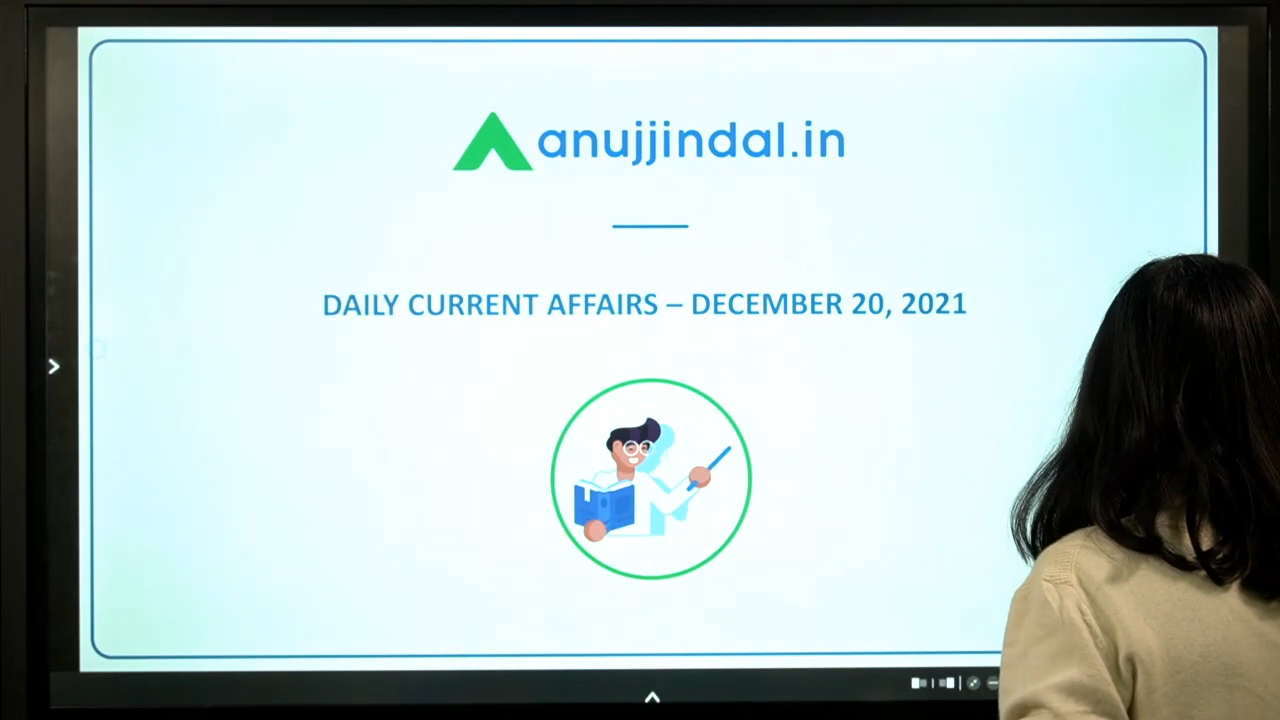 anujjindal.in
DAILY CURRENT AFFAIRS – DECEMBER 20, 2021